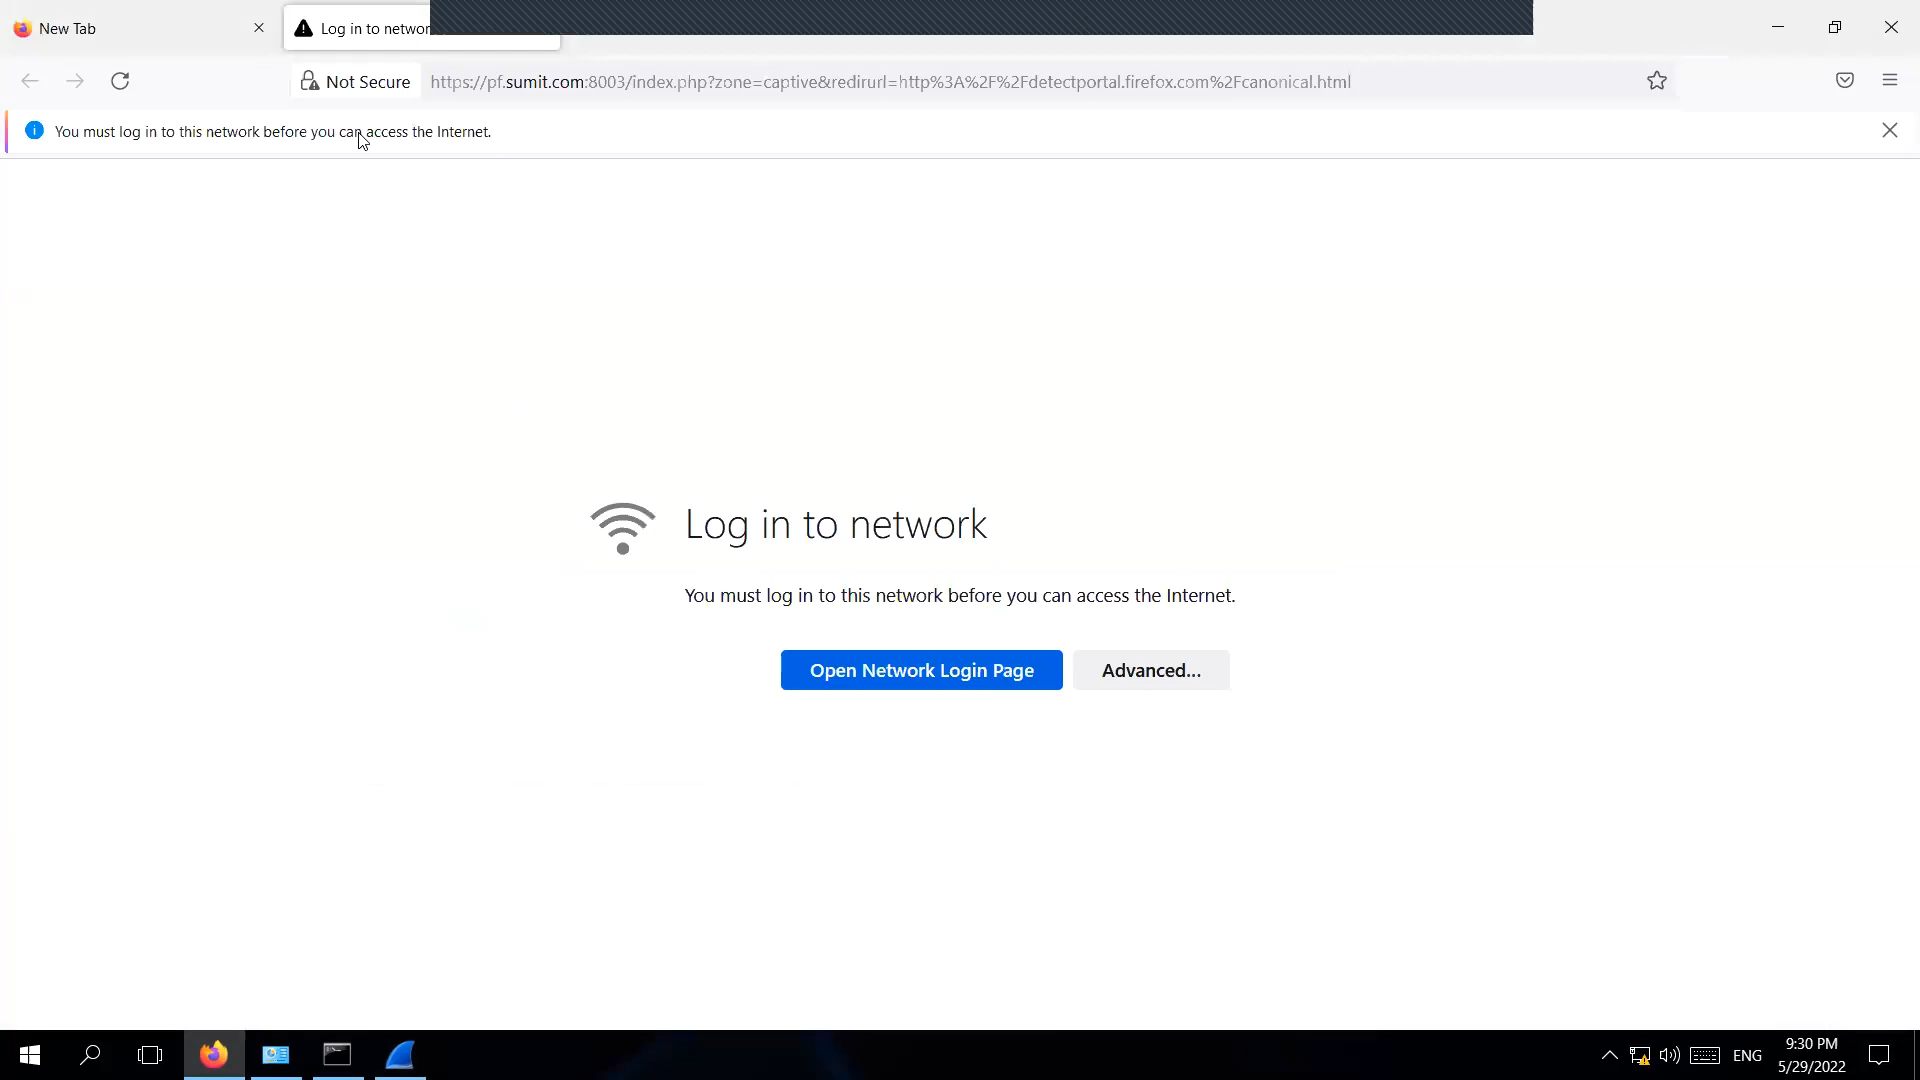 New Tab
Log in to networ
Not Secure
https://pf.sumit.com:8003/index.php?zone=captive&redirurl=http%3A%2F%2Fdetectportal.firefox.com%2Fcanonical.html
You must log in to this network before you can access the Internet.
Log in to network
You must log in to this network before you can access the Internet.
Open Network Login Page
Advanced...
ENG
9:30 PM
5/29/2022